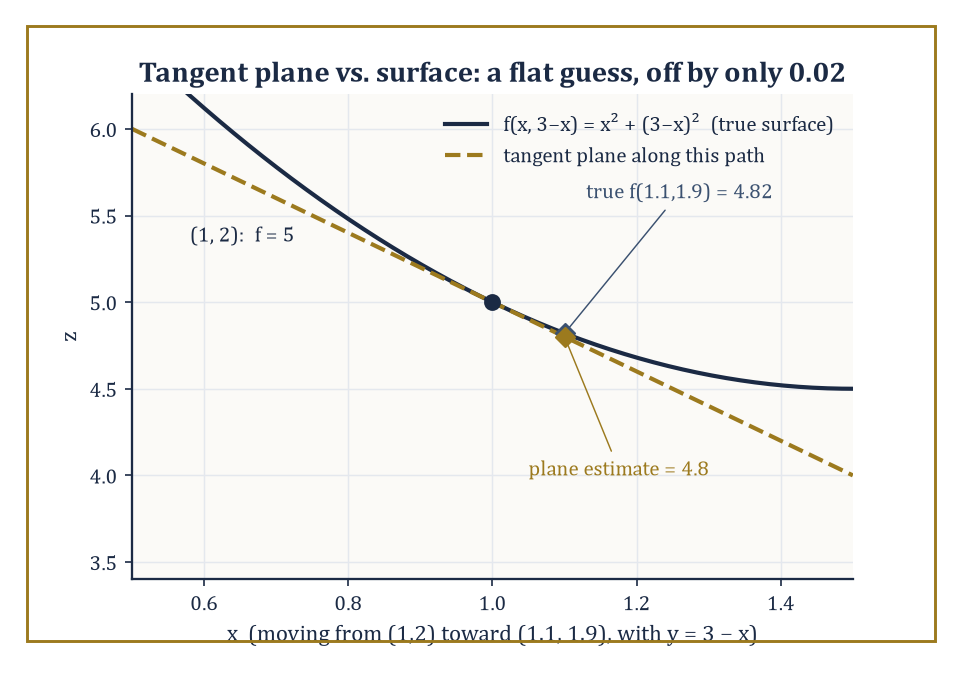 Tangent plane vs. surface: a flat guess, off by only 0.02
f(x, 3−x) = x² + (3−x)²  (true surface)
tangent plane along this path
true f(1.1,1.9) = 4.82
(1, 2):  f = 5
plane estimate = 4.8
z
6.0
5.5
5.0
4.5
4.0
3.5
0.6
0.8
1.0
1.2
1.4
x  (moving from (1,2) toward (1.1, 1.9), with y = 3 − x)